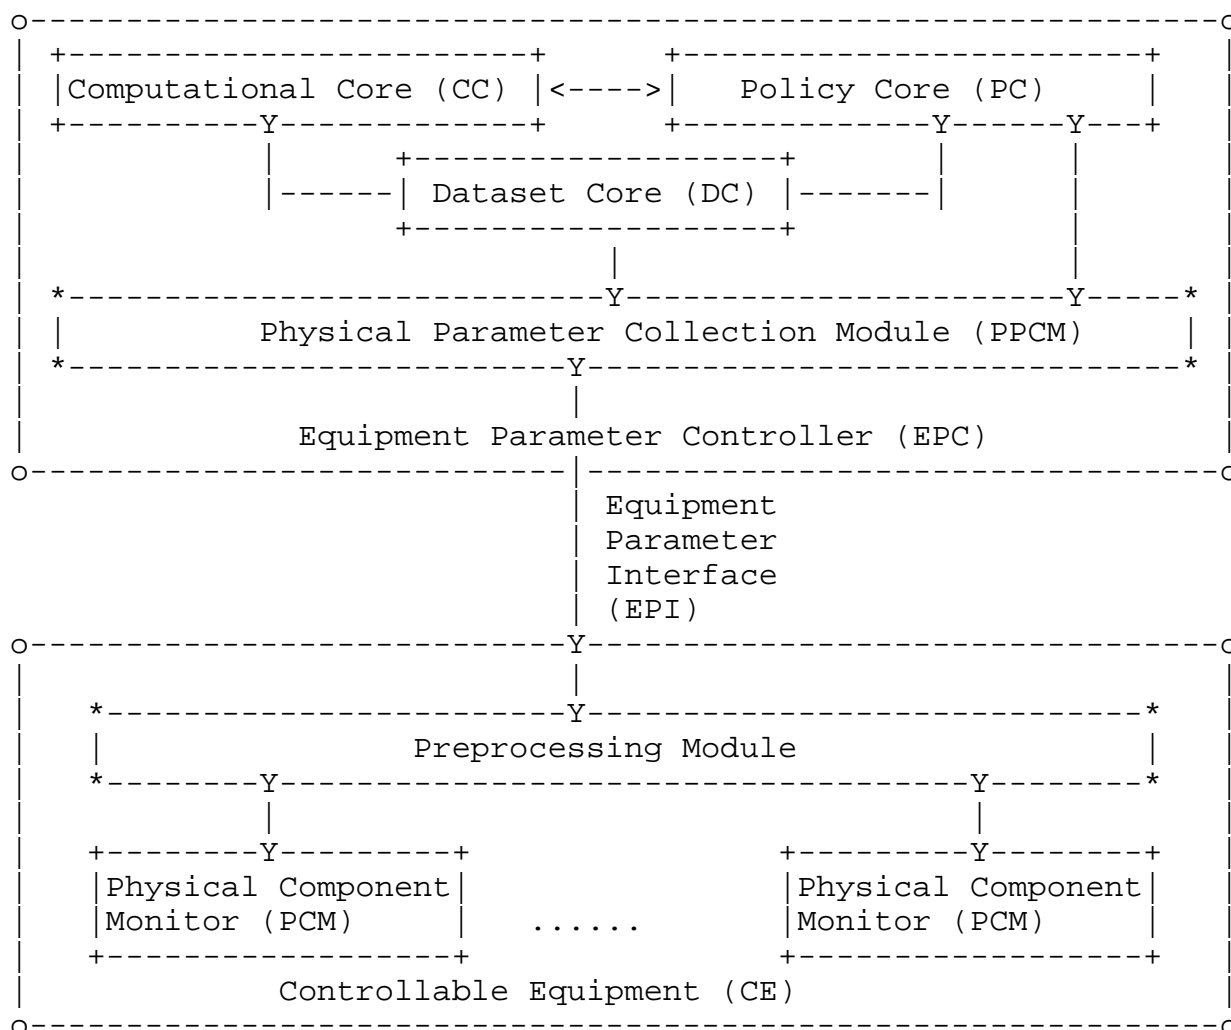 Computational Core (CC) <----> Policy Core (PC)
Dataset Core (DC)
Physical Parameter Collection Module (PPCM)
Equipment Parameter Controller (EPC)
Equipment
Parameter
Interface
(EPI)
Preprocessing Module
Physical Component Physical Component
Monitor (PCM) ...... Monitor (PCM)
Controllable Equipment (CE)